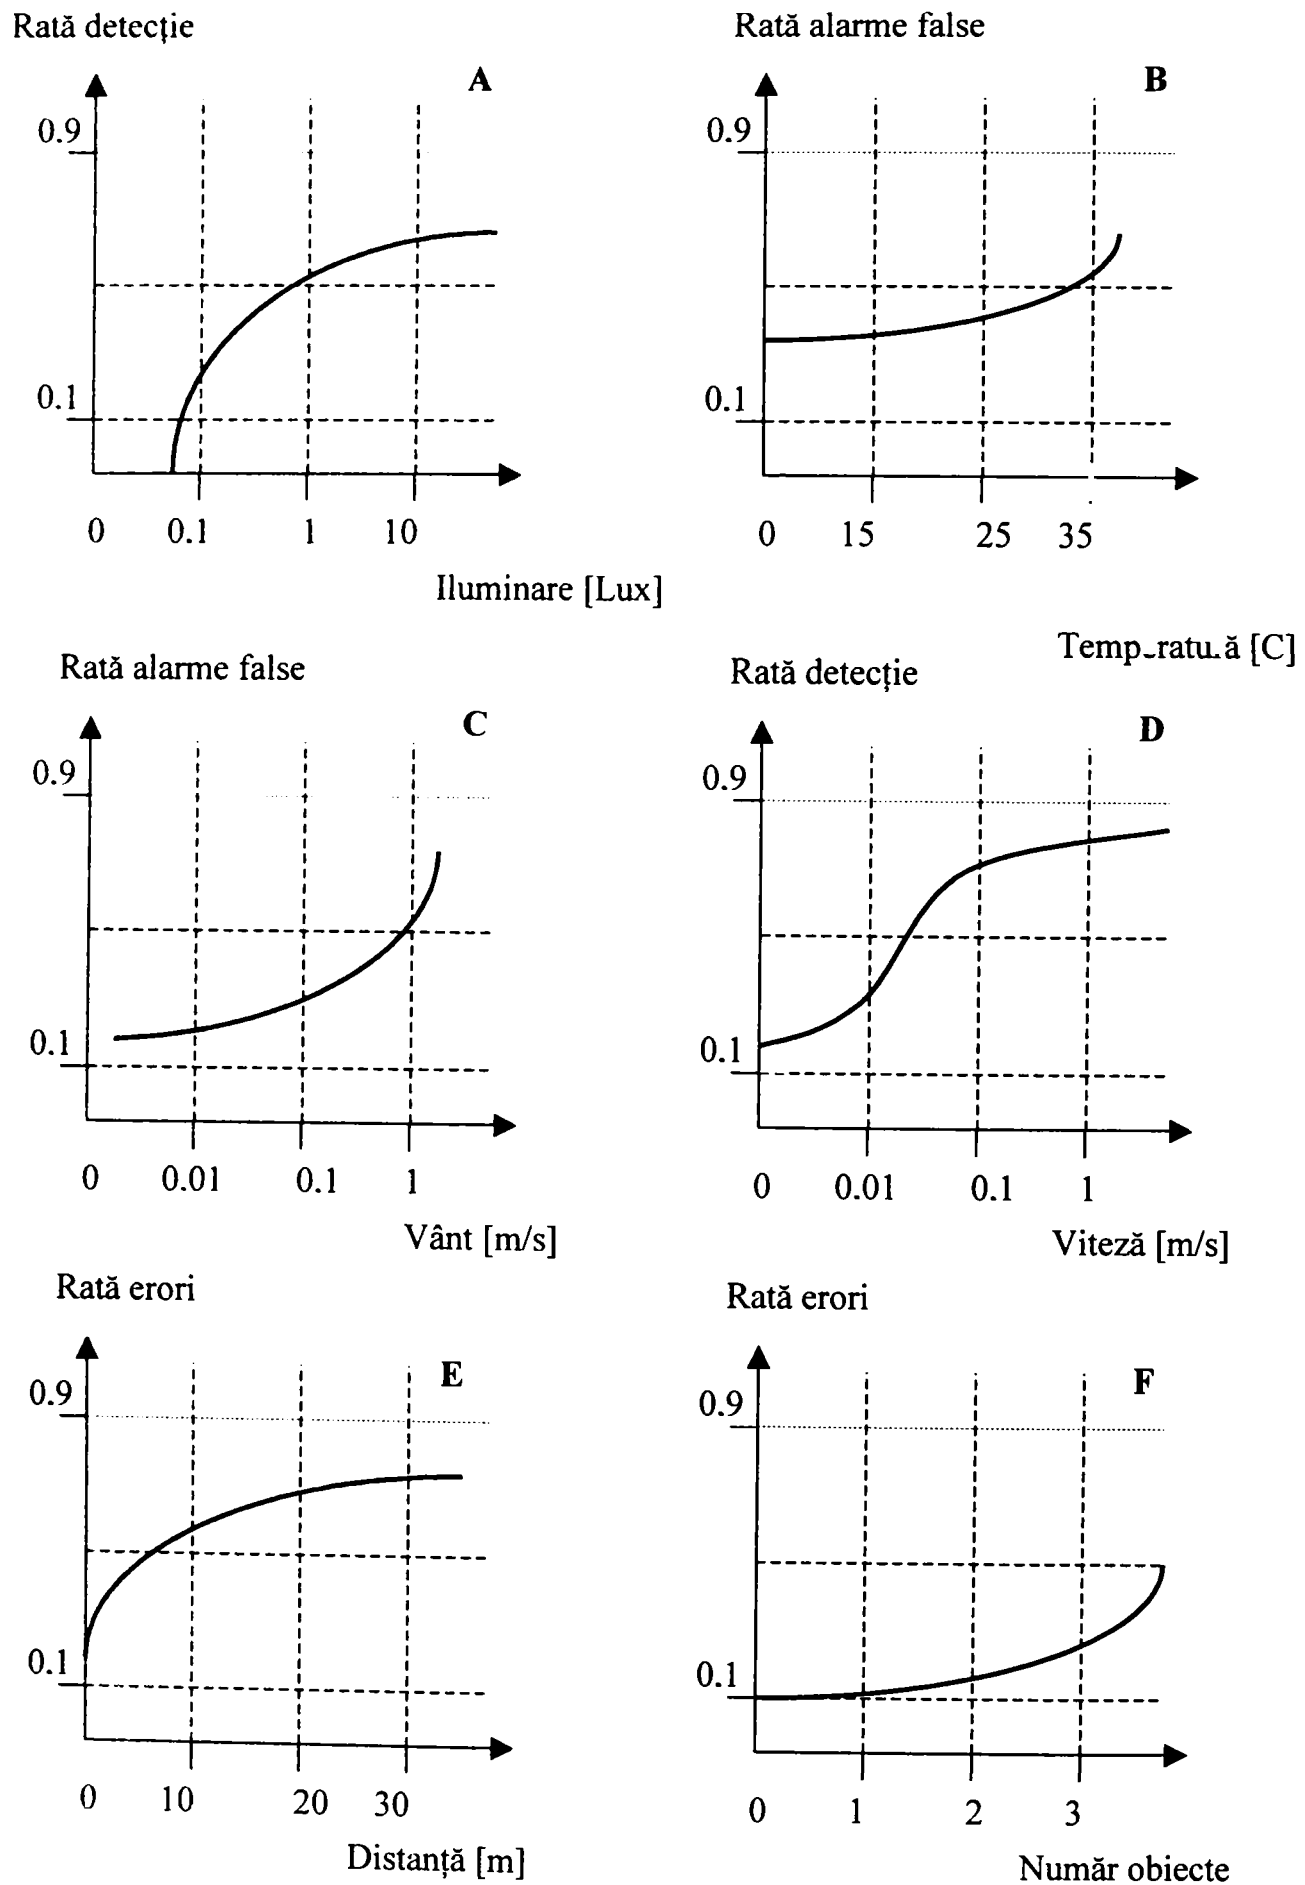 Rată detecție
A
0.9
0.1
0 0.1 1 10
Iluminare [Lux]
Rată alarme false
B
0.9
0.1
0 15 25 35
[C]
Rată alarme false
C
0.9
0.1
0 0.01 0.1 1
Vânt [m/s]
Rată detecție
D
0.9
0.1
0 0.01 0.1 1
Viteză [m/s]
Rată erori
E
0.9
0.1
0 10 20 30
Distanță [m]
Rată erori
F
0.9
0.1
0 1 2 3
Număr obiecte